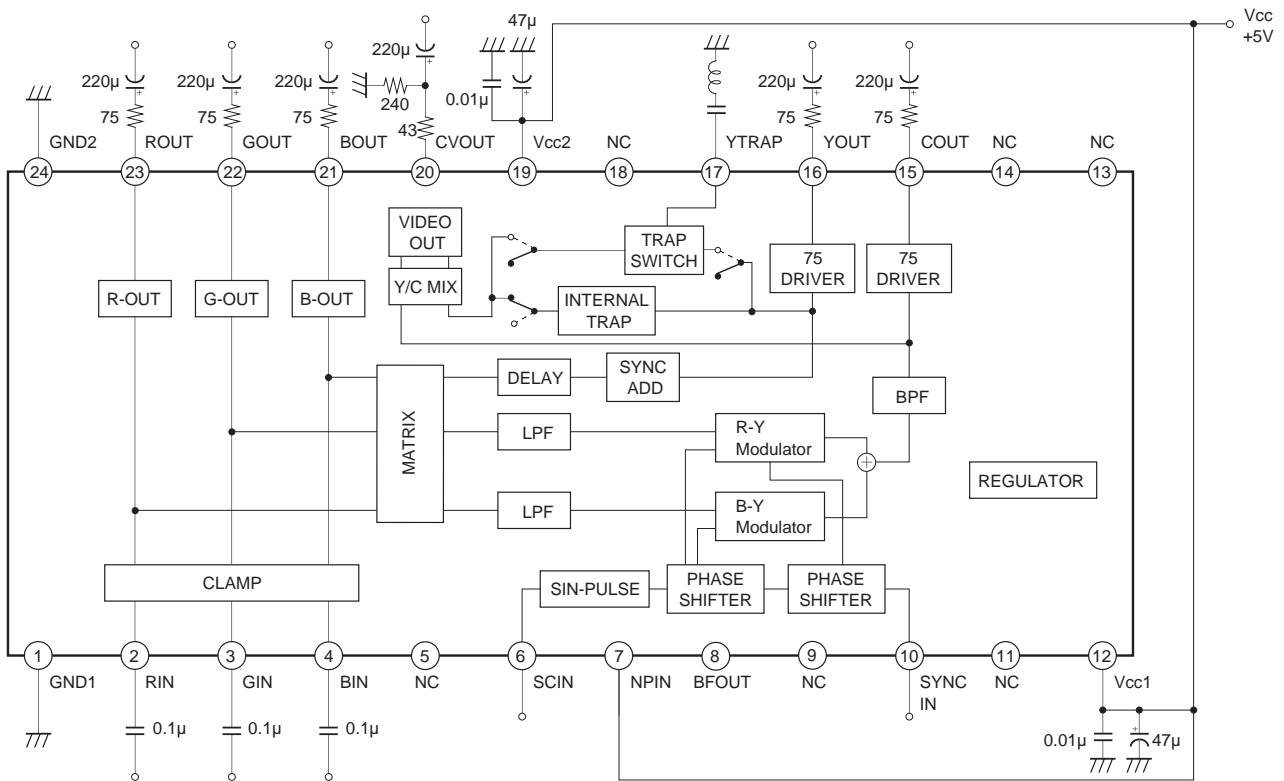 47µ
Vcc
+5V
220µ
220µ
220µ
220µ
0.01µ
220µ
220µ
75
75
75
240
43
75
75
GND2
ROUT
GOUT
BOUT
CVOUT
Vcc2
NC
YTRAP
YOUT
COUT
NC
NC
24
23
22
21
20
19
18
17
16
15
14
13
VIDEO
OUT
TRAP
SWITCH
75
DRIVER
75
DRIVER
R-OUT
G-OUT
B-OUT
Y/C MIX
INTERNAL
TRAP
MATRIX
DELAY
SYNC
ADD
BPF
LPF
R-Y
Modulator
REGULATOR
LPF
B-Y
Modulator
CLAMP
SIN-PULSE
PHASE
SHIFTER
PHASE
SHIFTER
1
2
3
4
5
6
7
8
9
10
11
12
GND1
RIN
GIN
BIN
NC
SCIN
NPIN
BFOUT
NC
SYNC
IN
NC
Vcc1
0.1µ
0.1µ
0.1µ
0.01µ
47µ